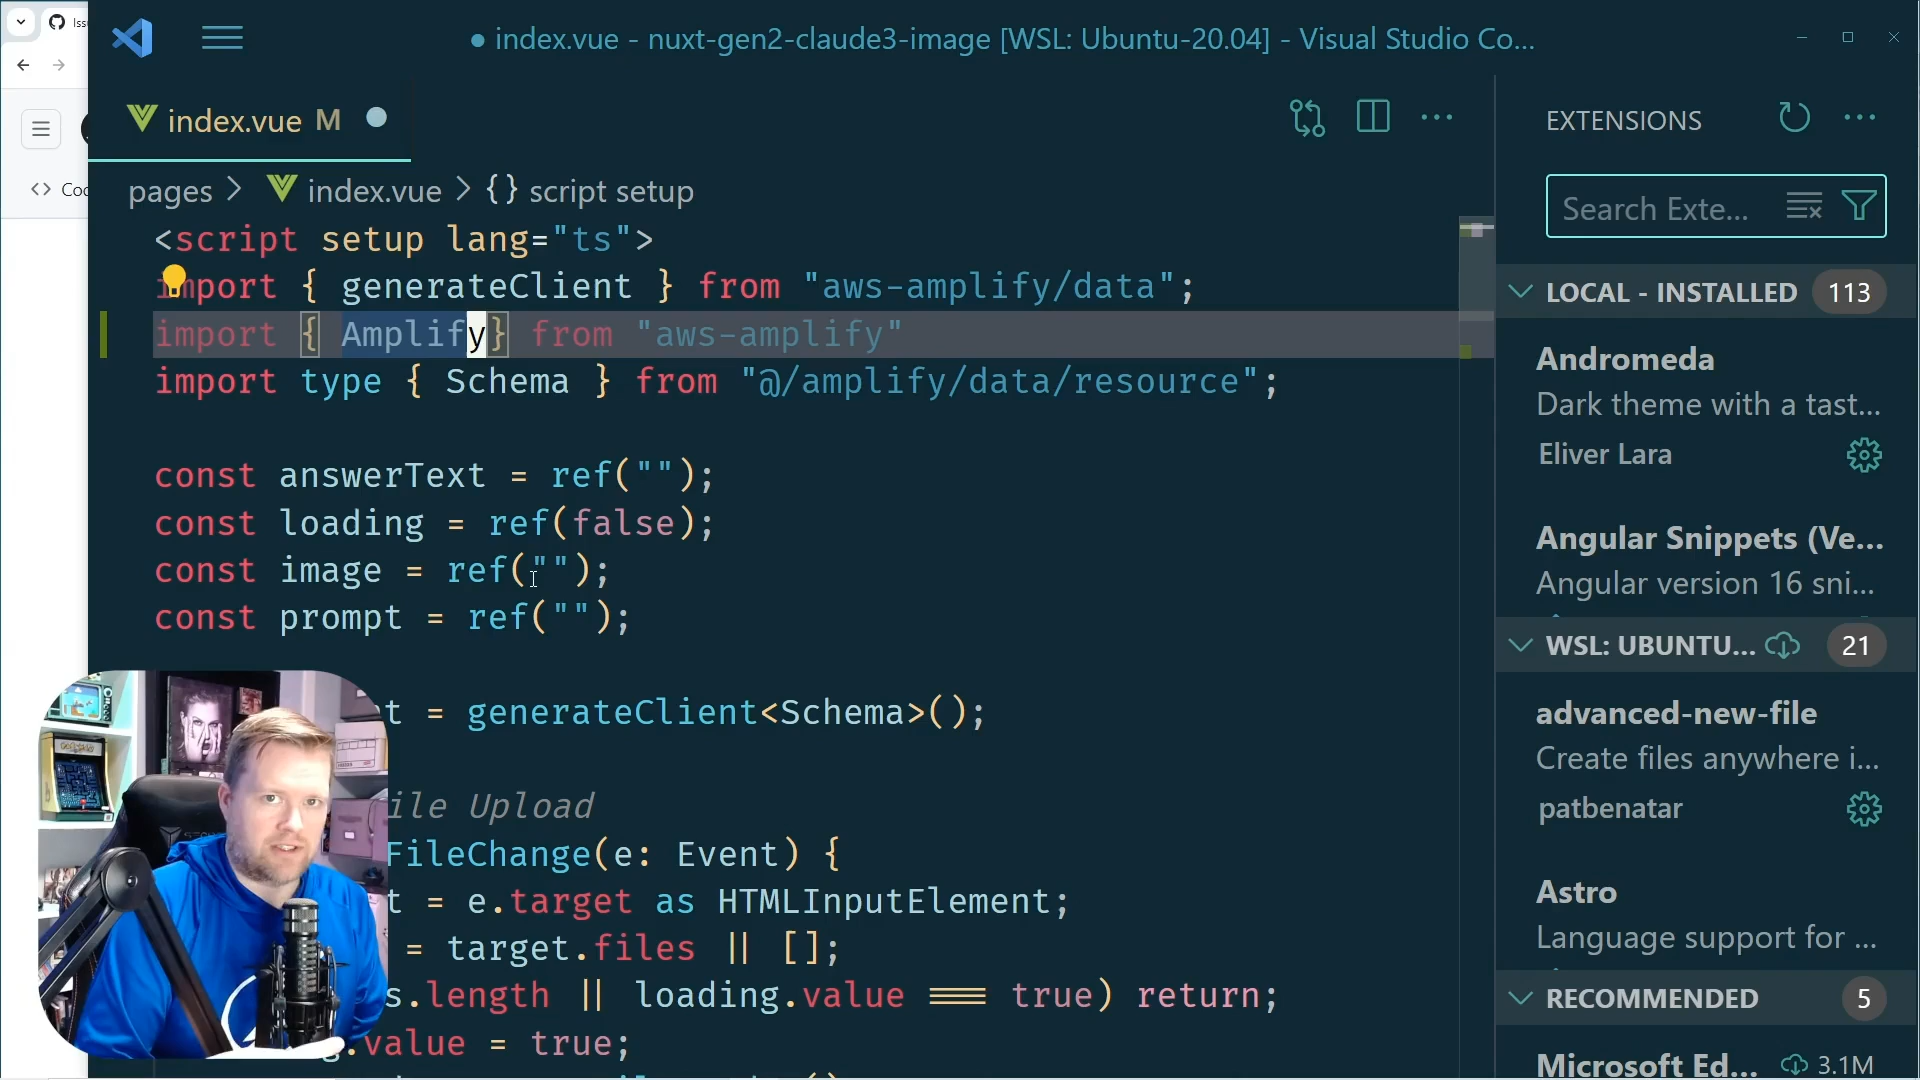 Iss
index.vue - nuxt-gen2-claude3-image [WSL: Ubuntu-20.04] - Visual Studio Co...
index.vue M
pages > index.vue > {} script setup
<script setup lang="ts">
import { generateClient } from "aws-amplify/data";
import { Amplify} from "aws-amplify"
import type { Schema } from "@/amplify/data/resource";
const answerText = ref("");
const loading = ref(false);
const image = ref("");
const prompt = ref("");
t = generateClient<Schema>();
ile Upload
FileChange(e: Event) {
t = e.target as HTMLInputElement;
= target.files || [];
s.length || loading.value === true) return;
g.value = true;
<> Cod
EXTENSIONS
Search Exte...
LOCAL - INSTALLED 113
Andromeda
Dark theme with a tast...
Eliver Lara
Angular Snippets (Ve...
Angular version 16 sni...
WSL: UBUNTU... 21
advanced-new-file
Create files anywhere i...
patbenatar
Astro
Language support for ...
RECOMMENDED 5
Microsoft Ed... 3.1M